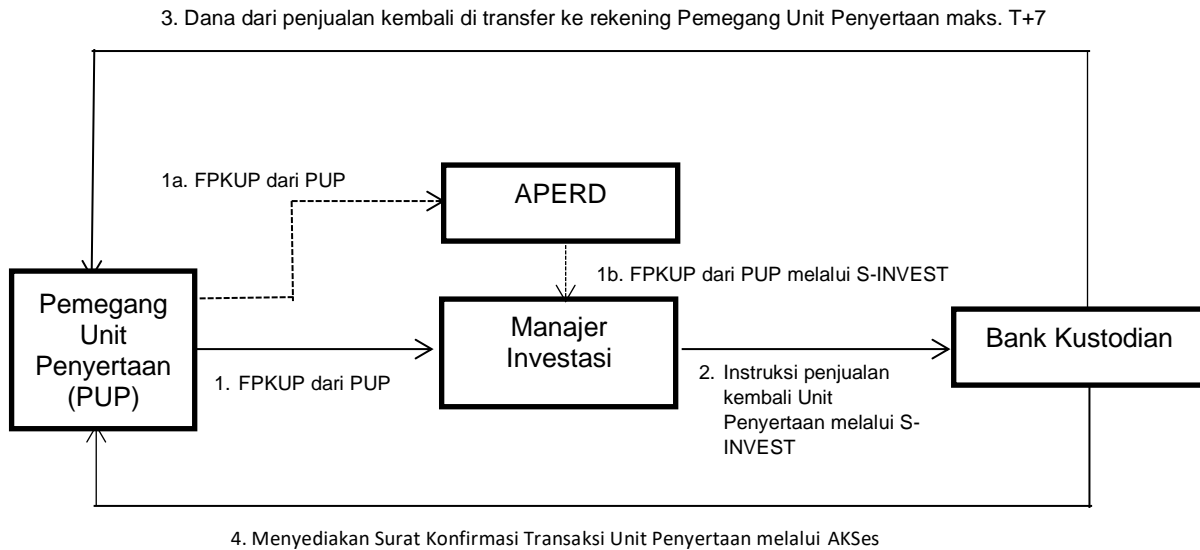 3. Dana dari penjualan kembali di transfer ke rekening Pemegang Unit Penyertaan maks. T+7
1a. FPKUP dari PUP
APERD
1b. FPKUP dari PUP melalui S-INVEST
Pemegang
Unit
Penyertaan
(PUP)
1. FPKUP dari PUP
Manajer
Investasi
2. Instruksi penjualan
kembali Unit
Penyertaan melalui S-
INVEST
Bank Kustodian
4. Menyediakan Surat Konfirmasi Transaksi Unit Penyertaan melalui AKSes